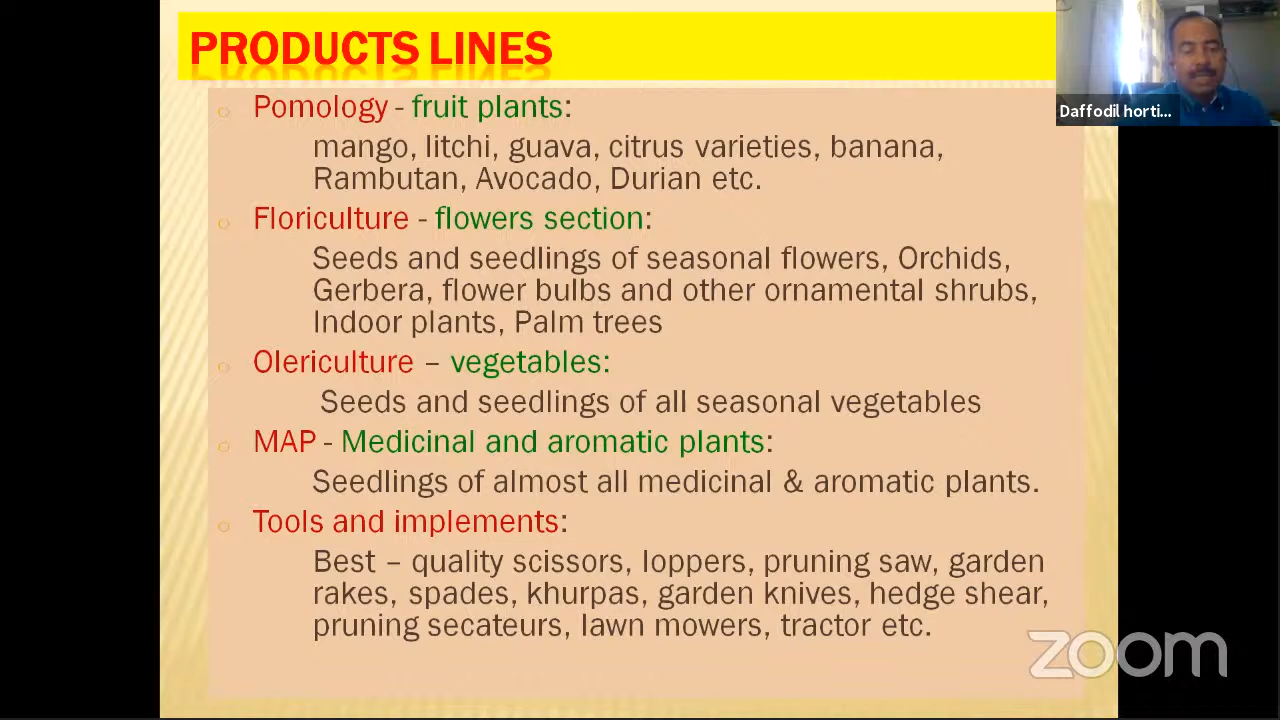 PRODUCTS LINES
Daffodil horti...
Pomology - fruit plants:
mango, litchi, guava, citrus varieties, banana,
Rambutan, Avocado, Durian etc.
Floriculture - flowers section:
Seeds and seedlings of seasonal flowers, Orchids,
Gerbera, flower bulbs and other ornamental shrubs,
Indoor plants, Palm trees
Olericulture – vegetables:
Seeds and seedlings of all seasonal vegetables
MAP - Medicinal and aromatic plants:
Seedlings of almost all medicinal & aromatic plants.
Tools and implements:
Best – quality scissors, loppers, pruning saw, garden
rakes, spades, khurpas, garden knives, hedge shear,
pruning secateurs, lawn mowers, tractor etc.
zoom